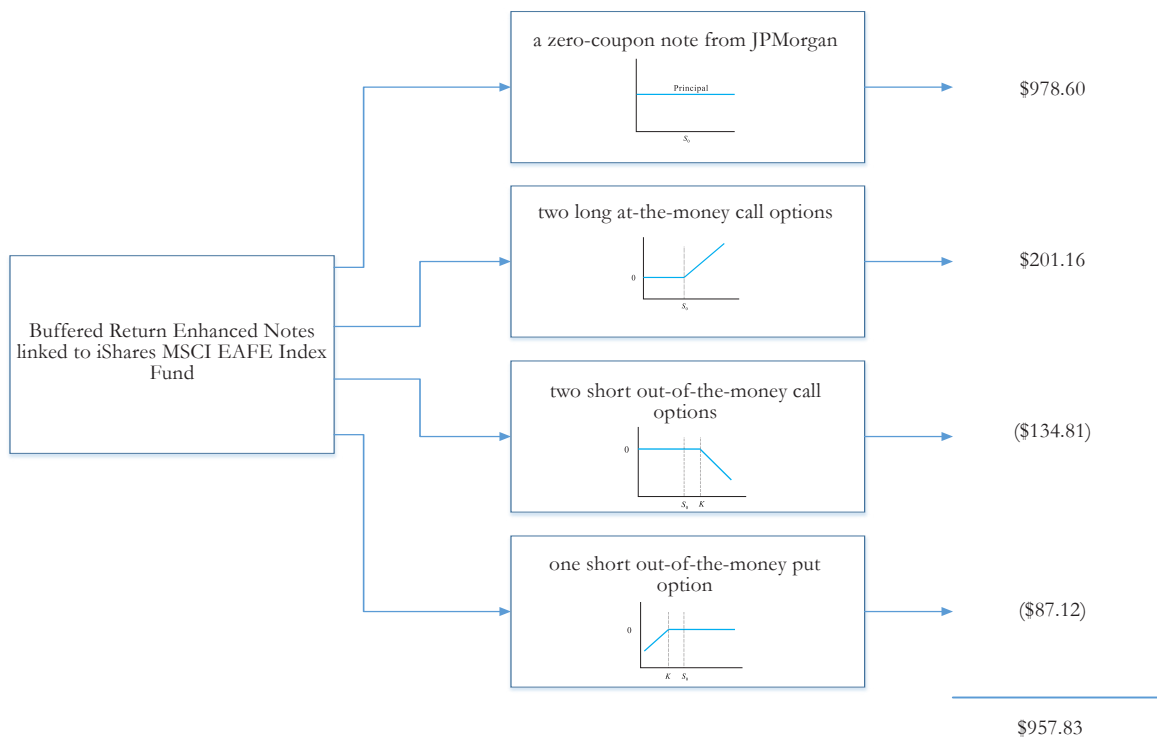 a zero-coupon note from JPMorgan
Principal
S0
$978.60
two long at-the-money call options
0
S0
$201.16
Buffered Return Enhanced Notes
linked to iShares MSCI EAFE Index
Fund
two short out-of-the-money call
options
0
S0 K
($134.81)
one short out-of-the-money put
option
0
K S0
($87.12)
$957.83